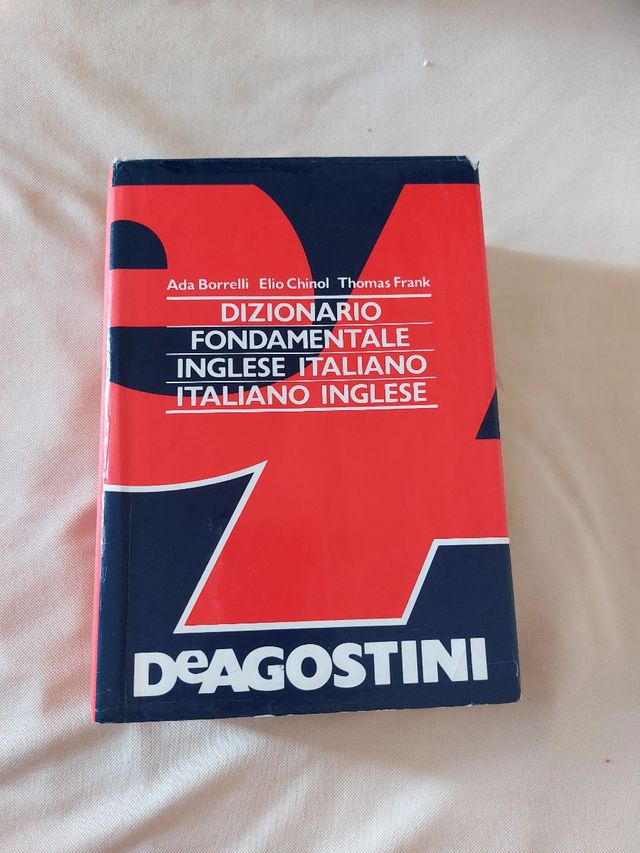 Ada Borrelli Elio Chinol Thomas Frank
DIZIONARIO
FONDAMENTALE
INGLESE ITALIANO
ITALIANO INGLESE
DeAGOSTINI